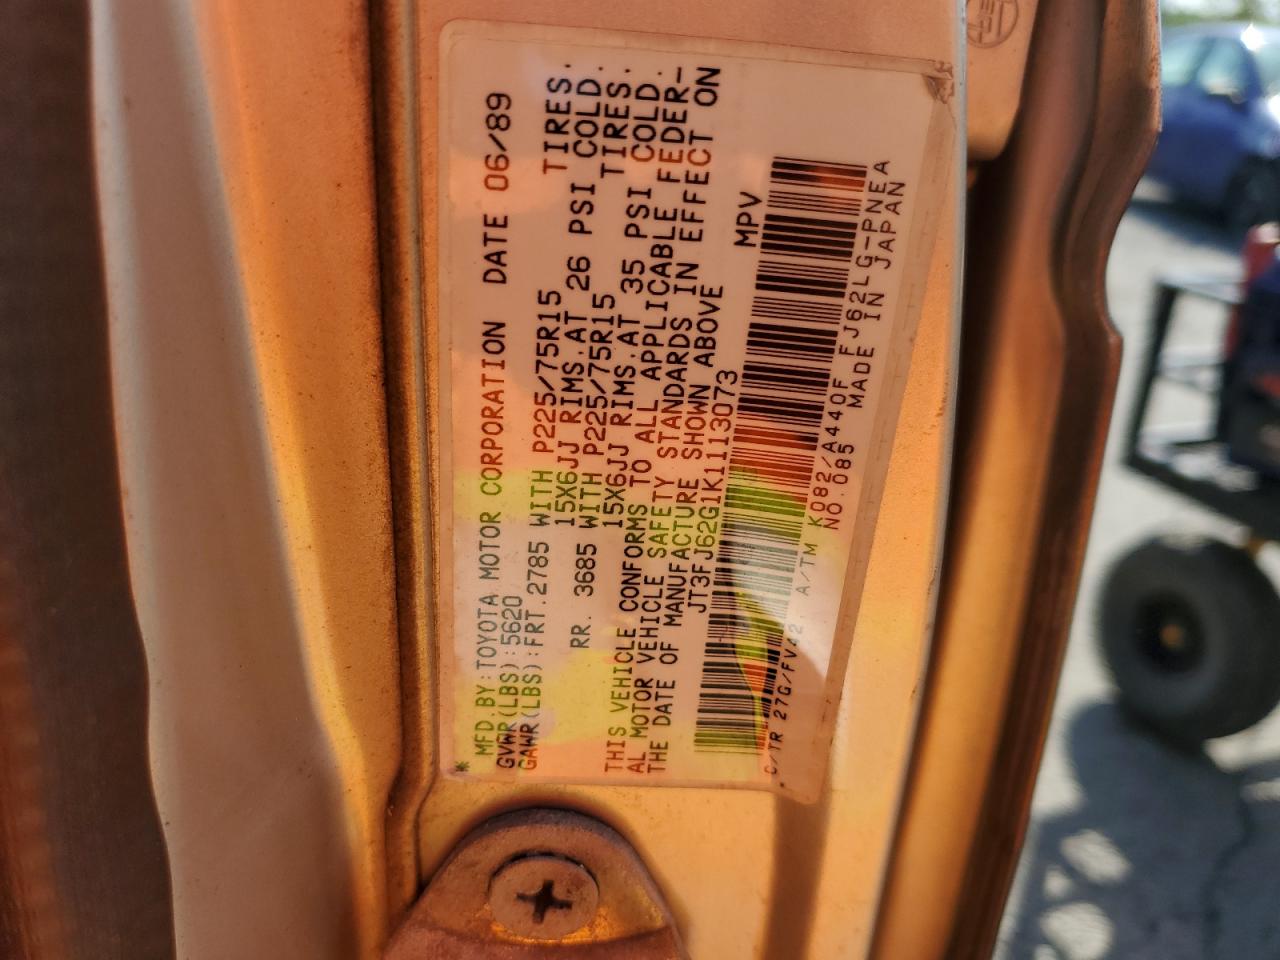 * MFD.BY:TOYOTA MOTOR CORPORATION DATE 06/89
GVWR(LBS):5620
GAWR(LBS):FRT.2785 WITH P225/75R15 TIRES.
15X6JJ RIMS.AT 26 PSI COLD.
RR. 3685 WITH P225/75R15 TIRES.
15X6JJ RIMS.AT 35 PSI COLD.
THIS VEHICLE CONFORMS TO ALL APPLICABLE FEDER-
AL MOTOR VEHICLE SAFETY STANDARDS IN EFFECT ON
THE DATE OF MANUFACTURE SHOWN ABOVE
JT3FJ62G1K1113073 MPV
C/TR 27G/FV42, A/TM K082/A440F FJ62LG-PNEA
NO.085 MADE IN JAPAN